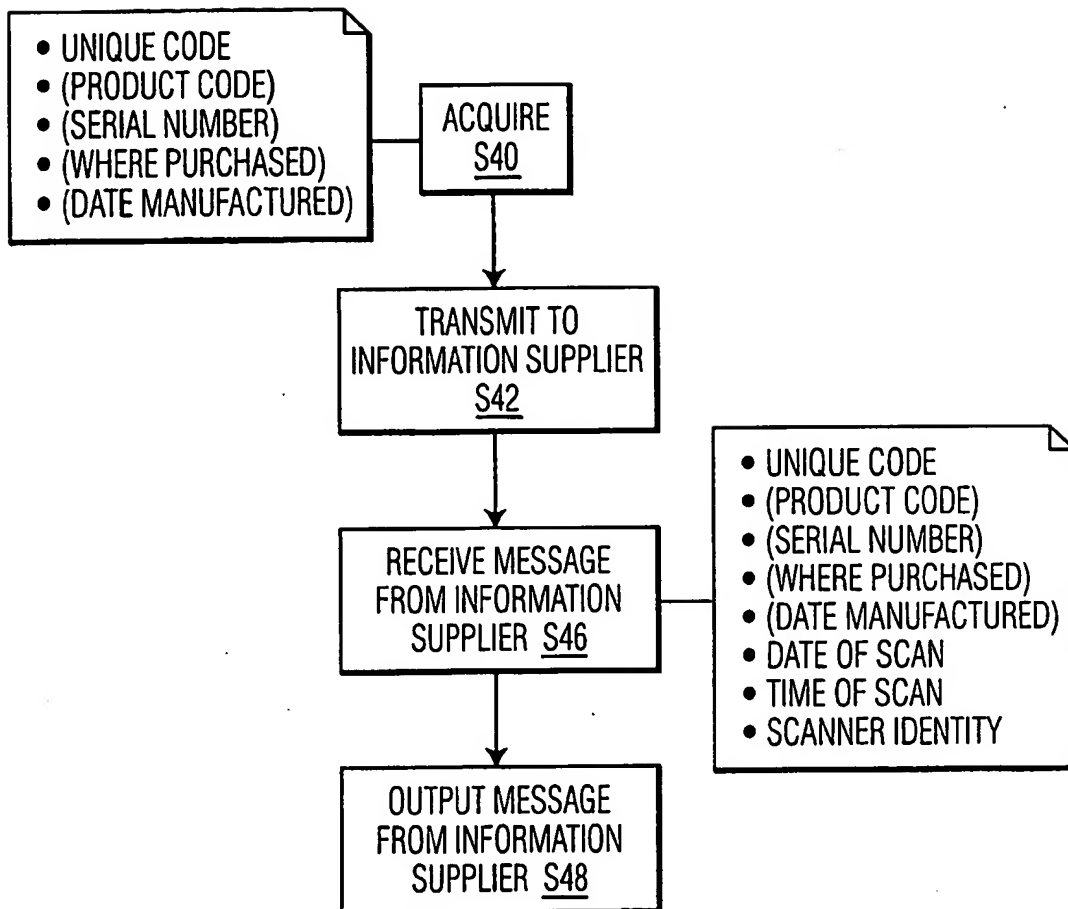 • UNIQUE CODE
• (PRODUCT CODE)
• (SERIAL NUMBER)
• (WHERE PURCHASED)
• (DATE MANUFACTURED)
ACQUIRE
S40
TRANSMIT TO
INFORMATION SUPPLIER
S42
RECEIVE MESSAGE
FROM INFORMATION
SUPPLIER S46
• UNIQUE CODE
• (PRODUCT CODE)
• (SERIAL NUMBER)
• (WHERE PURCHASED)
• (DATE MANUFACTURED)
• DATE OF SCAN
• TIME OF SCAN
• SCANNER IDENTITY
OUTPUT MESSAGE
FROM INFORMATION
SUPPLIER S48